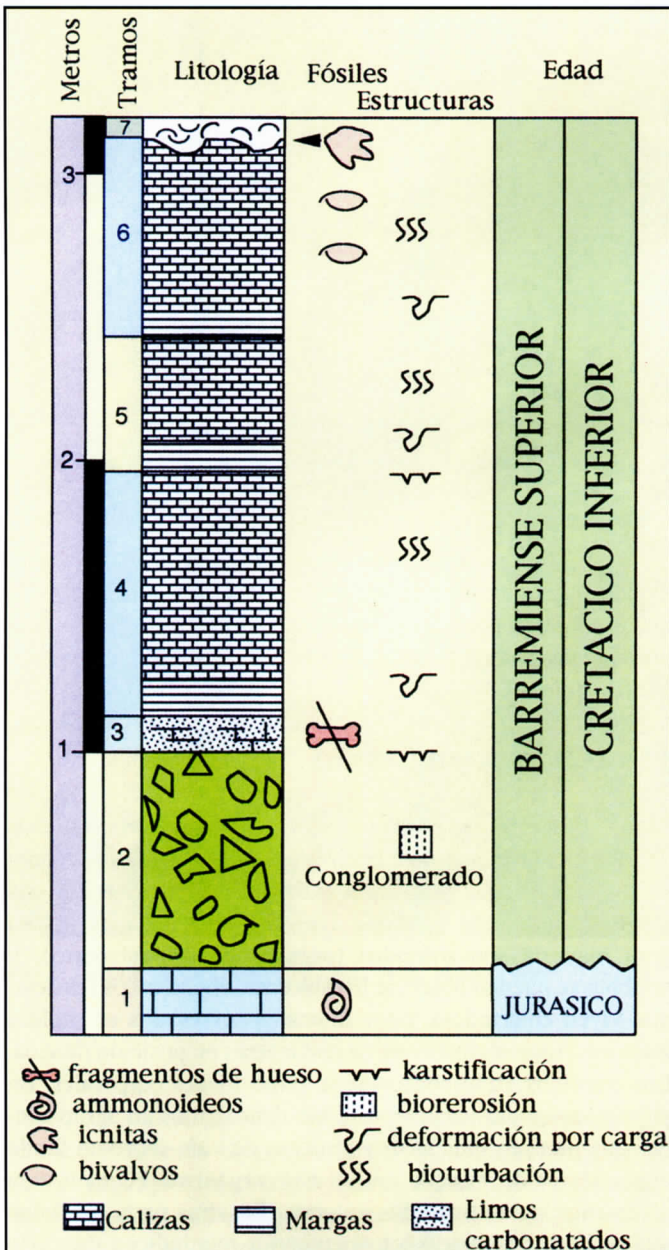 Metros
Tramos
Litología
Fósiles
Estructuras
Edad
7
3
6
5
2
4
3
1
2
Conglomerado
1
BARREMIENSE SUPERIOR
CRETACICO INFERIOR
JURASICO
fragmentos de hueso
karstificación
ammonoideos
biorerosión
icnitas
deformación por carga
bivalvos
bioturbación
Calizas
Margas
Limos
carbonatados